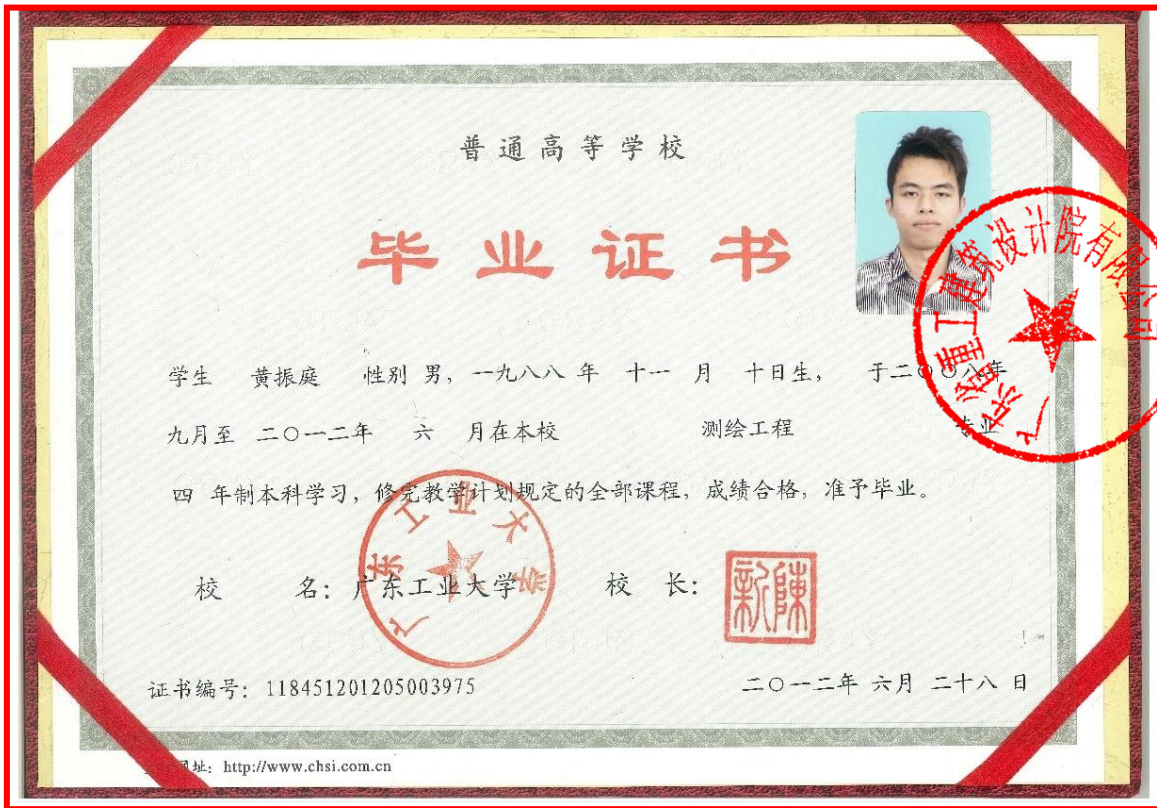 普通高等学校
毕业证书
学生 黄振庭 性别 男，一九八八 年 十一 月 十日生， 于二〇〇八年
九月至 二〇一二年 六 月在本校 测绘工程 专业
四 年制本科学习，修完教学计划规定的全部课程，成绩合格，准予毕业。
校 名：广东工业大学 校 长：
广东工业大学
陳新
证书编号：118451201205003975
二〇一二年 六月 二十八 日
网址：http://www.chsi.com.cn
广东省重工建筑设计院有限公司